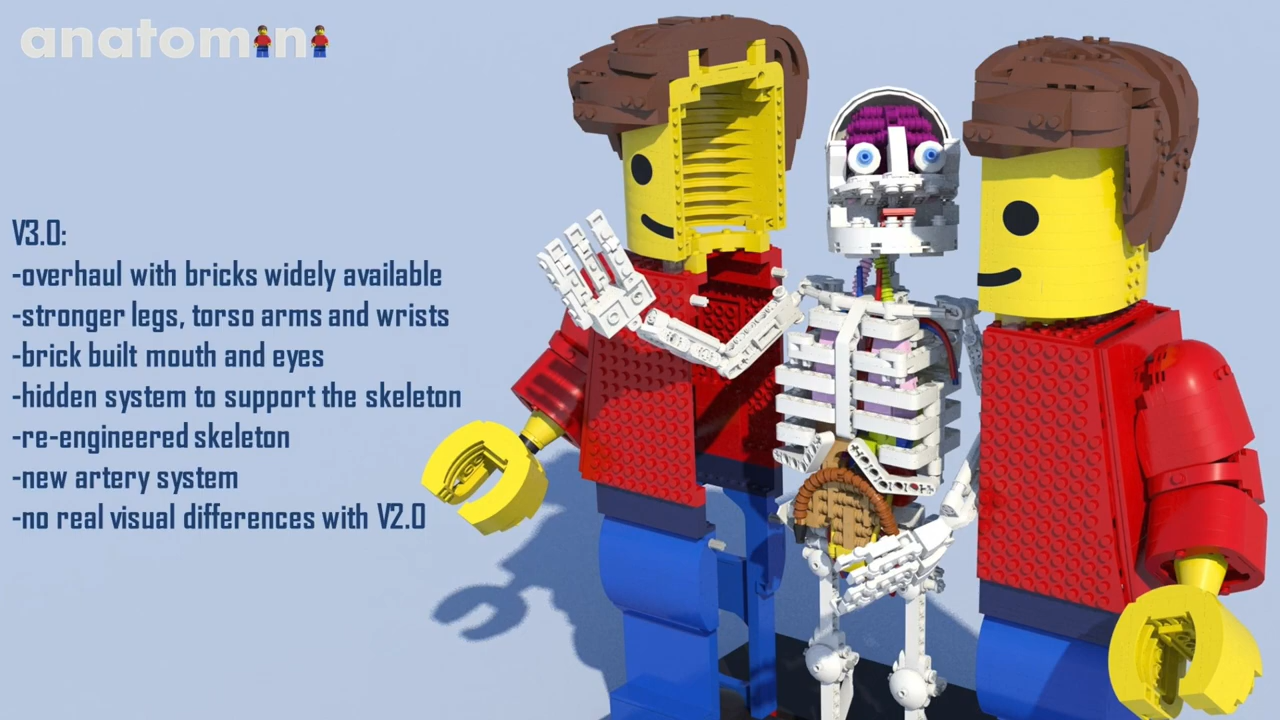 anatomini
V3.0:
-overhaul with bricks widely available
-stronger legs, torso arms and wrists
-brick built mouth and eyes
-hidden system to support the skeleton
-re-engineered skeleton
-new artery system
-no real visual differences with V2.0